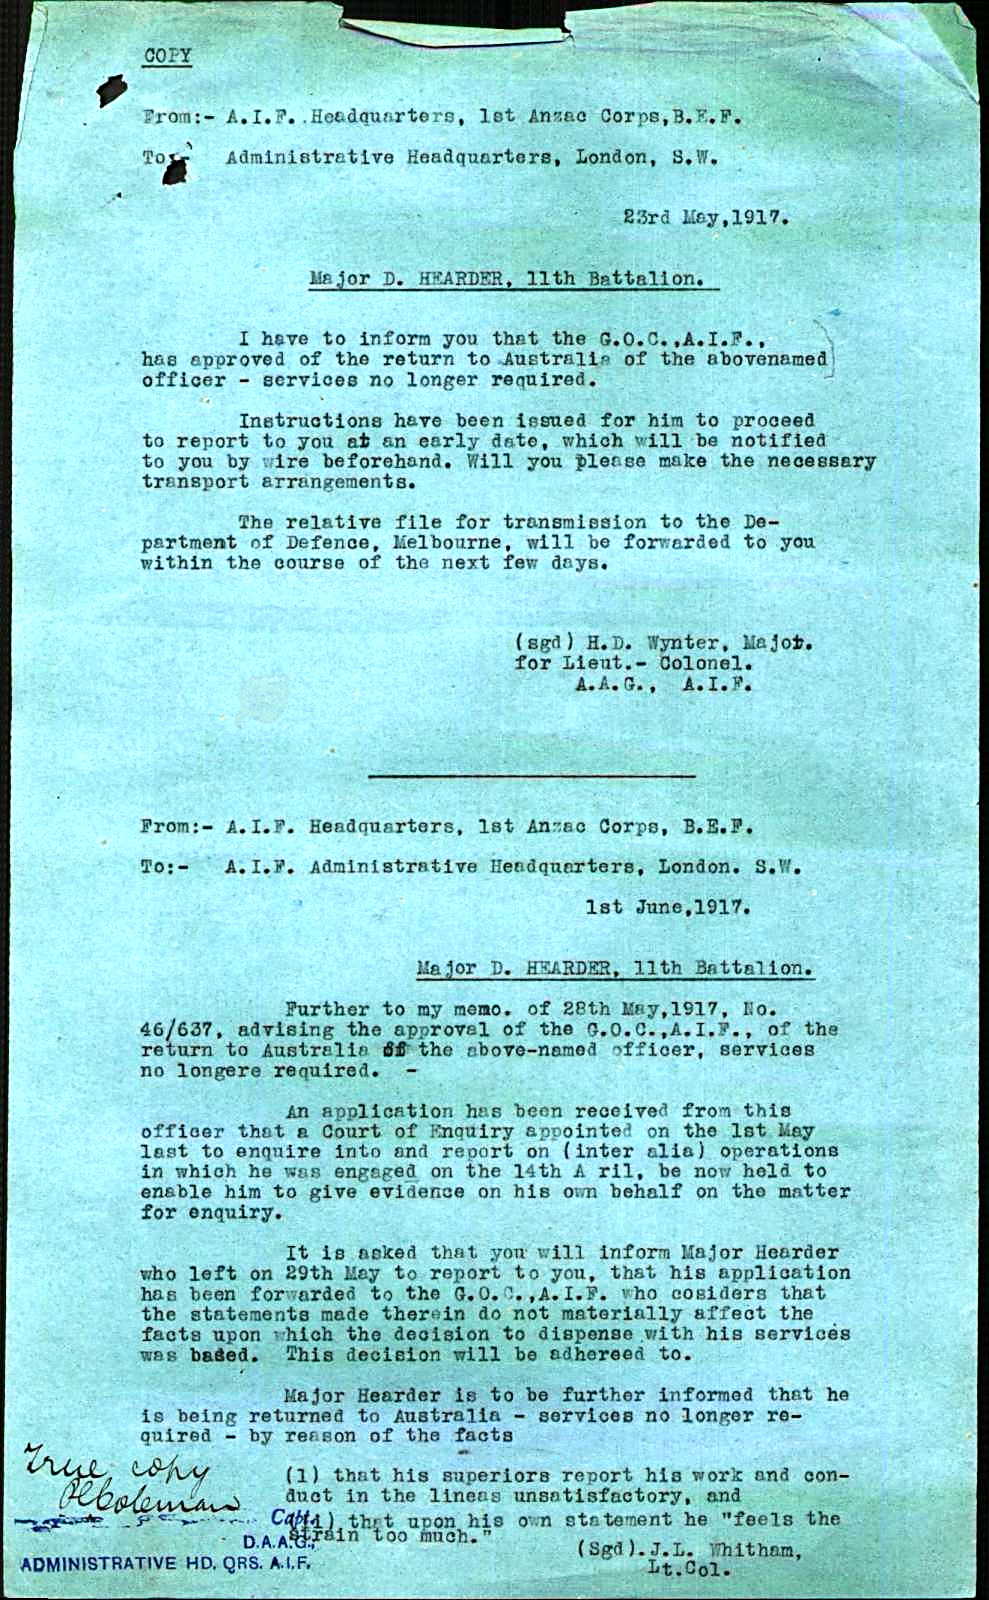 COPY
From:- A.I.F. Headquarters, 1st Anzac Corps, B.E.F.
To:- Administrative Headquarters, London, S.W.
23rd May, 1917.
Major D. HEARDER, 11th Battalion.
I have to inform you that the G.O.C., A.I.F.,
has approved of the return to Australia of the abovenamed
officer - services no longer required.
Instructions have been issued for him to proceed
to report to you at an early date, which will be notified
to you by wire beforehand. Will you please make the necessary
transport arrangements.
The relative file for transmission to the De-
partment of Defence, Melbourne, will be forwarded to you
within the course of the next few days.
(sgd) H.D. Wynter, Major.
for Lieut.- Colonel.
A.A.G., A.I.F.
From:- A.I.F. Headquarters, 1st Anzac Corps, B.E.F.
To:- A.I.F. Administrative Headquarters, London. S.W.
1st June, 1917.
Major D. HEARDER, 11th Battalion.
Further to my memo. of 28th May, 1917, No.
46/637, advising the approval of the G.O.C., A.I.F., of the
return to Australia of the above-named officer, services
no longere required. -
An application has been received from this
officer that a Court of Enquiry appointed on the 1st May
last to enquire into and report on (inter alia) operations
in which he was engaged on the 14th A ril, be now held to
enable him to give evidence on his own behalf on the matter
for enquiry.
It is asked that you will inform Major Hearder
who left on 29th May to report to you, that his application
has been forwarded to the G.O.C., A.I.F. who cosiders that
the statements made therein do not materially affect the
facts upon which the decision to dispense with his services
was based. This decision will be adhereed to.
Major Hearder is to be further informed that he
is being returned to Australia - services no longer re-
quired - by reason of the facts
(1) that his superiors report his work and con-
duct in the lineas unsatisfactory, and
) that upon his own statement he "feels the
strain too much."
(Sgd). J.L. Whitham,
Lt.Col.
True copy
Coleman
Capt.
D.A.A.G.,
ADMINISTRATIVE HD. QRS. A.I.F.